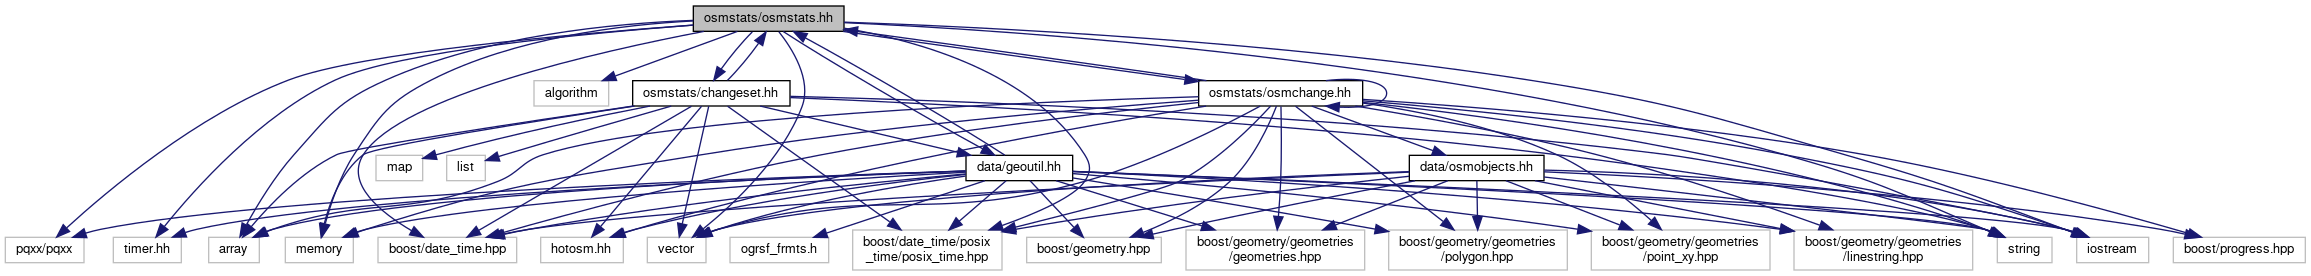 osmstats/osmstats.hh
algorithm
osmstats/changeset.hh
osmstats/osmchange.hh
map
list
data/geoutil.hh
data/osmobjects.hh
pqxx/pqxx
timer.hh
array
memory
boost/date_time.hpp
hotosm.hh
vector
ogrsf_frmts.h
boost/date_time/posix
_time/posix_time.hpp
boost/geometry.hpp
boost/geometry/geometries
/geometries.hpp
boost/geometry/geometries
/polygon.hpp
boost/geometry/geometries
/point_xy.hpp
boost/geometry/geometries
/linestring.hpp
string
iostream
boost/progress.hpp